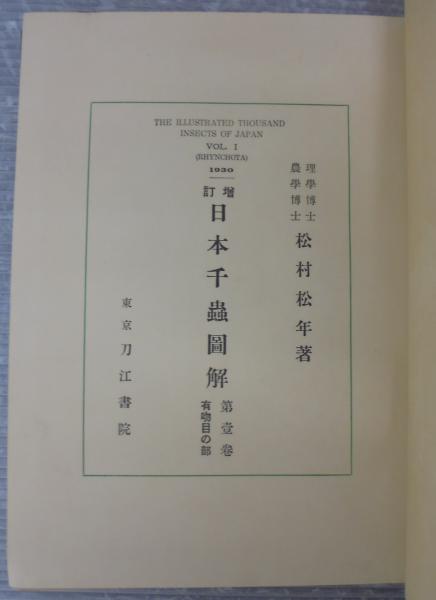 THE ILLUSTRATED THOUSAND
INSECTS OF JAPAN
VOL. I
(RHYNCHOTA)
1930
理學博士
農學博士
松村松年著
增訂
日本千蟲圖解
第壹卷
有吻目の部
東京刀江書院